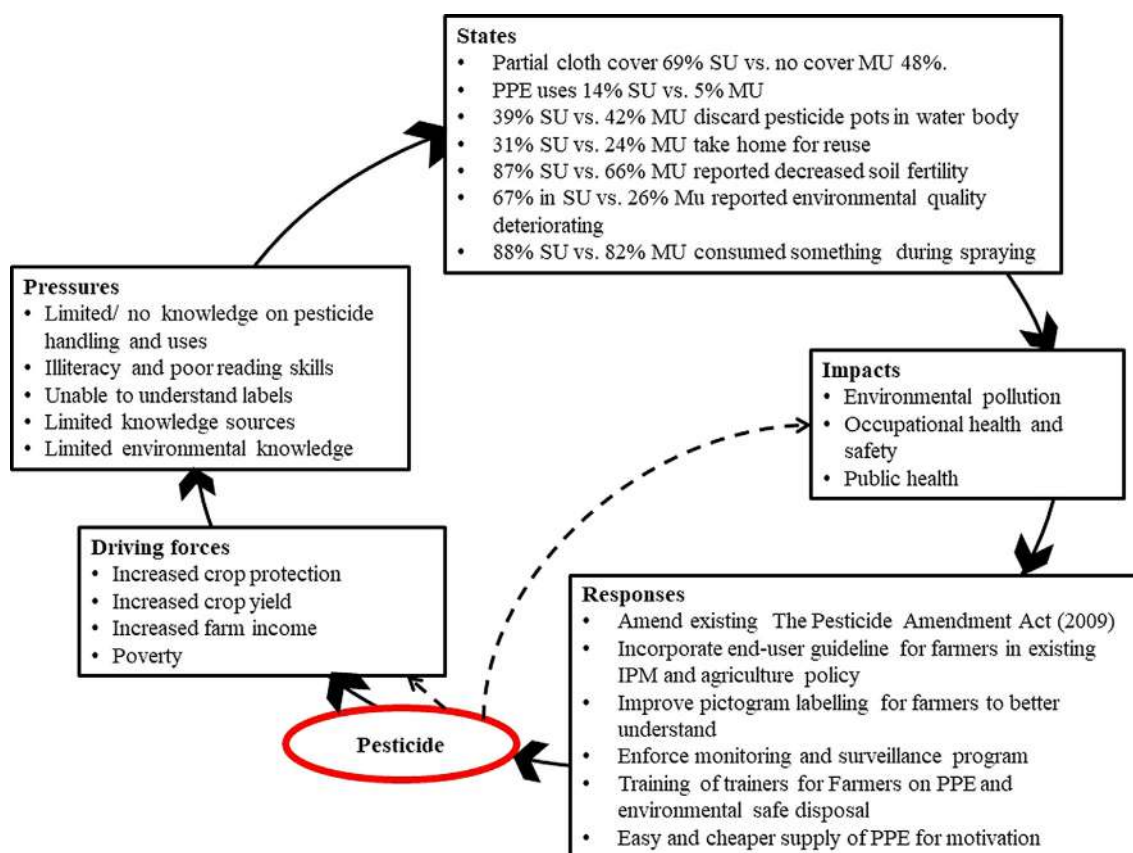 States
• Partial cloth cover 69% SU vs. no cover MU 48%.
• PPE uses 14% SU vs. 5% MU
• 39% SU vs. 42% MU discard pesticide pots in water body
• 31% SU vs. 24% MU take home for reuse
• 87% SU vs. 66% MU reported decreased soil fertility
• 67% in SU vs. 26% Mu reported environmental quality
deteriorating
• 88% SU vs. 82% MU consumed something during spraying
Pressures
• Limited/ no knowledge on pesticide
handling and uses
• Illiteracy and poor reading skills
• Unable to understand labels
• Limited knowledge sources
• Limited environmental knowledge
Impacts
• Environmental pollution
• Occupational health and
safety
• Public health
Driving forces
• Increased crop protection
• Increased crop yield
• Increased farm income
• Poverty
Responses
• Amend existing The Pesticide Amendment Act (2009)
• Incorporate end-user guideline for farmers in existing
IPM and agriculture policy
• Improve pictogram labelling for farmers to better
understand
• Enforce monitoring and surveillance program
• Training of trainers for Farmers on PPE and
environmental safe disposal
• Easy and cheaper supply of PPE for motivation
Pesticide